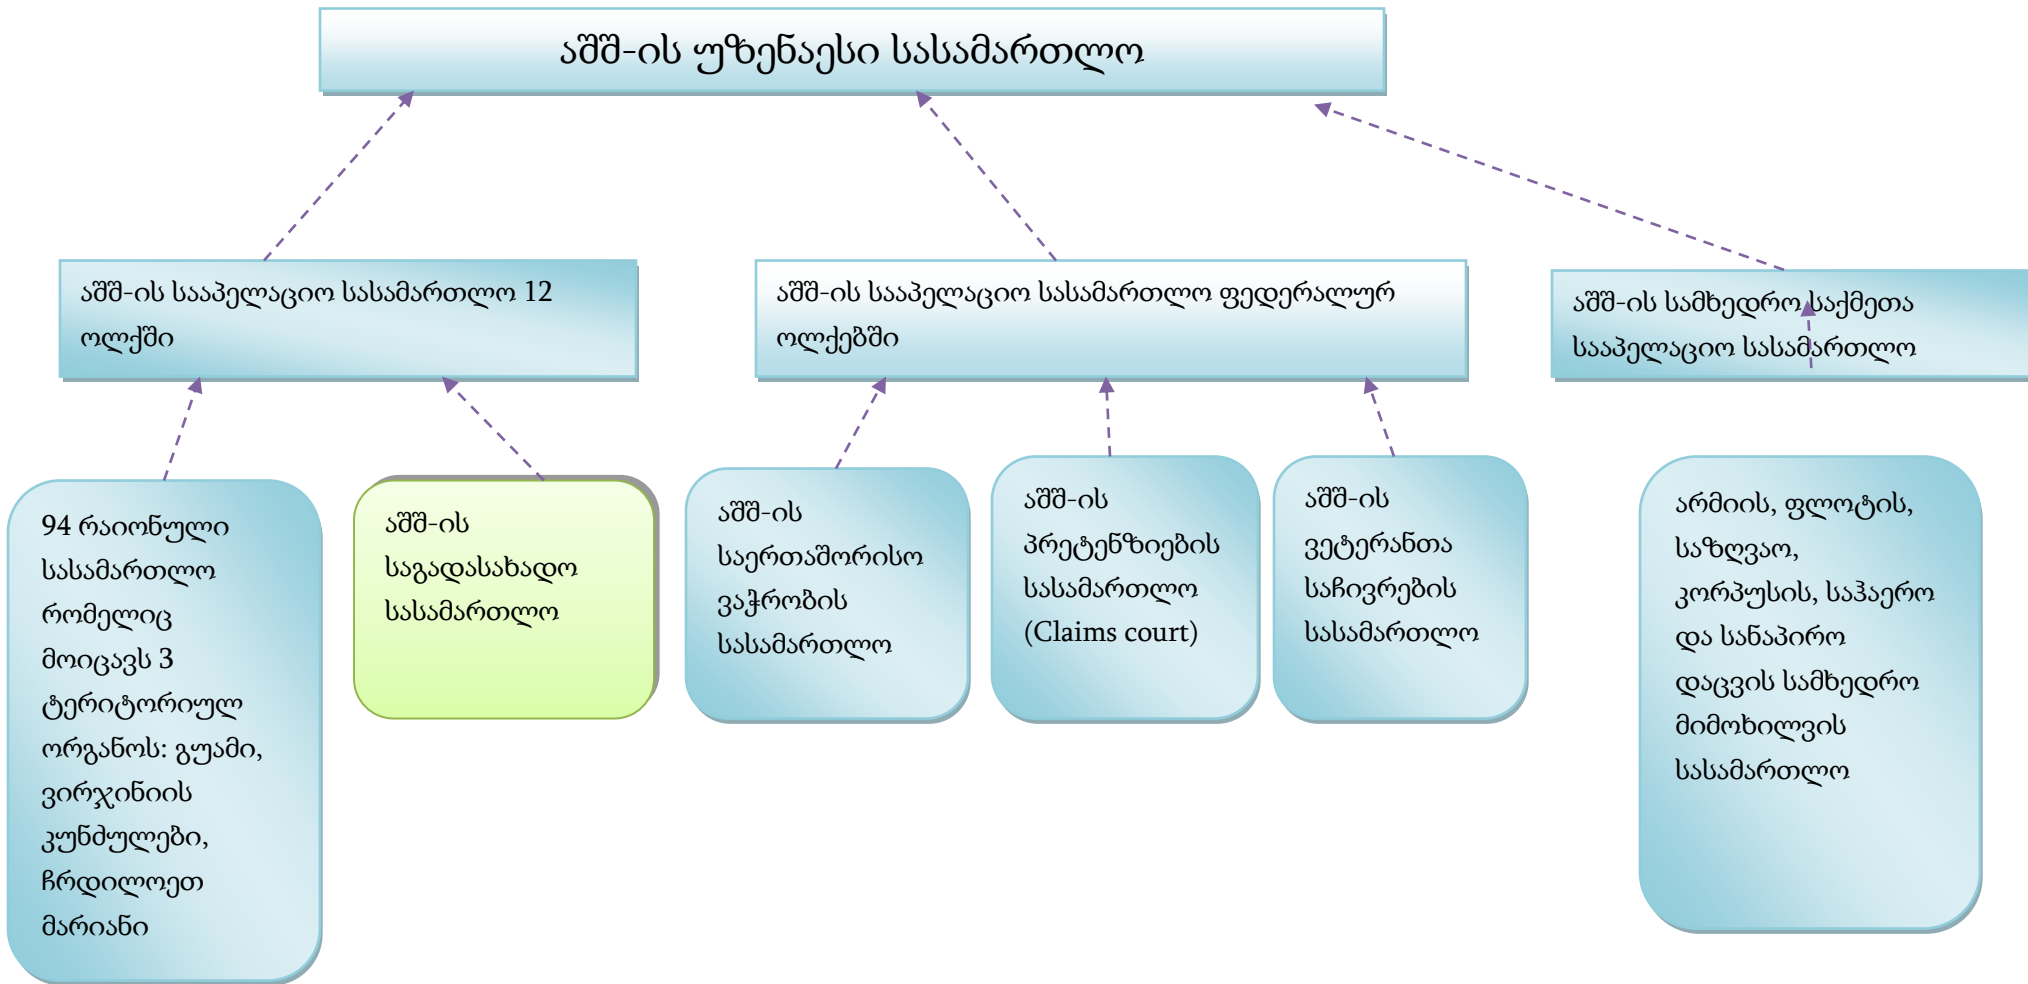 აშშ-ის უზენაესი სასამართლო
აშშ-ის სააპელაციო სასამართლო 12
ოლქში
აშშ-ის სააპელაციო სასამართლო ფედერალურ
ოლქებში
აშშ-ის სამხედრო საქმეთა
სააპელაციო სასამართლო
94 რაიონული
სასამართლო
რომელიც
მოიცავს 3
ტერიტორიულ
ორგანოს: გუამი,
ვირჯინიის
კუნძულები,
ჩრდილოეთ
მარიანი
აშშ-ის
საგადასახადო
სასამართლო
აშშ-ის
საერთაშორისო
ვაჭრობის
სასამართლო
აშშ-ის
პრეტენზიების
სასამართლო
(Claims court)
აშშ-ის
ვეტერანთა
საჩივრების
სასამართლო
არმიის, ფლოტის,
საზღვაო,
კორპუსის, საჰაერო
და სანაპირო
დაცვის სამხედრო
მიმოხილვის
სასამართლო